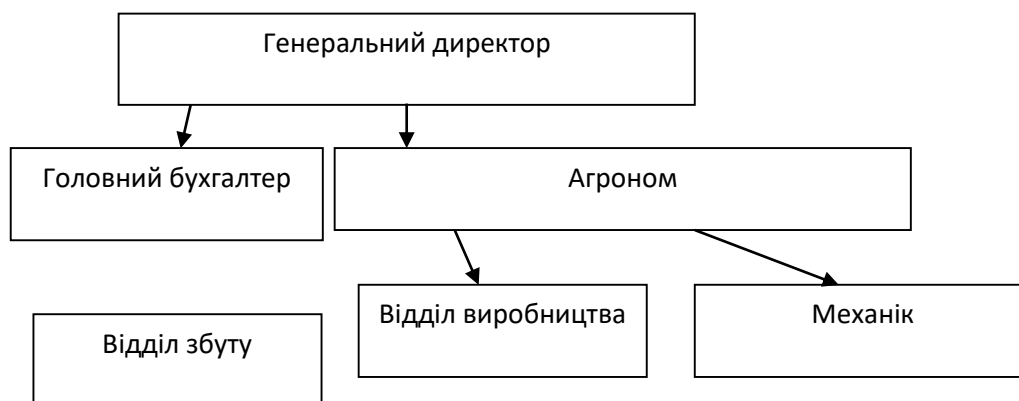 Генеральний директор
Головний бухгалтер
Агроном
Відділ виробництва
Механік
Відділ збуту